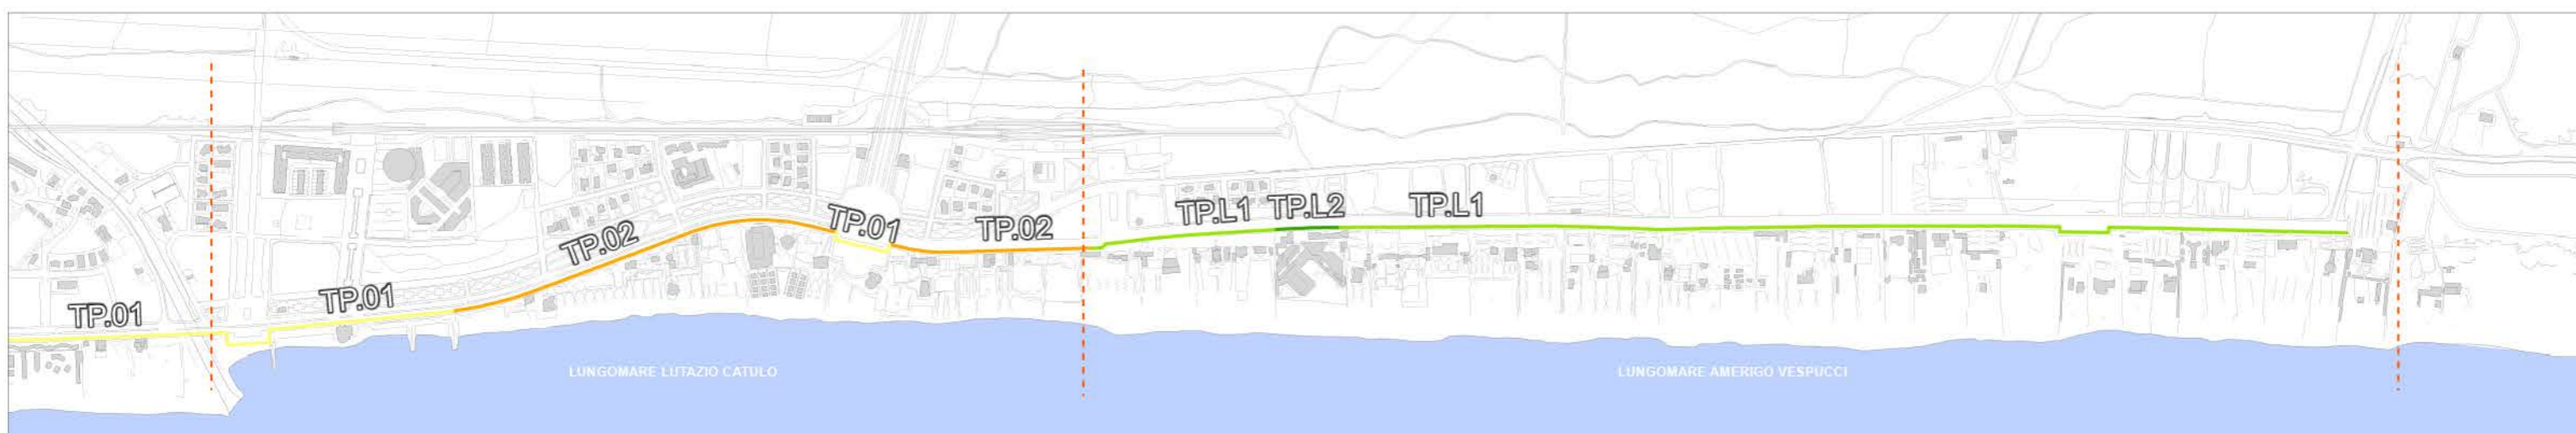 TP.01
TP.01
TP.02
TP.01
TP.02
TP.L1
TP.L2
TP.L1
LUNGOMARE LUTAZIO CATULO
LUNGOMARE AMERIGO VESPUCCI